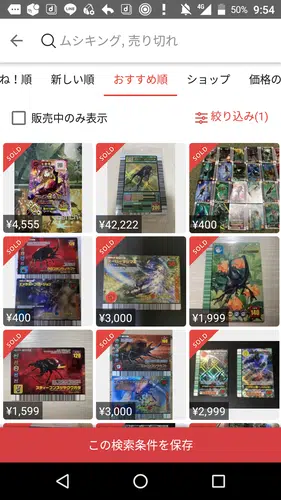 50% 9:54
ムシキング, 売り切れ
ね！順 新しい順 おすすめ順 ショップ 価格の
販売中のみ表示 絞り込み(1)
SOLD SOLD SOLD
¥4,555 ¥42,222 ¥400
SOLD SOLD SOLD
¥400 ¥3,000 ¥1,999
SOLD SOLD SOLD
¥1,599 ¥3,000 ¥2,999
この検索条件を保存